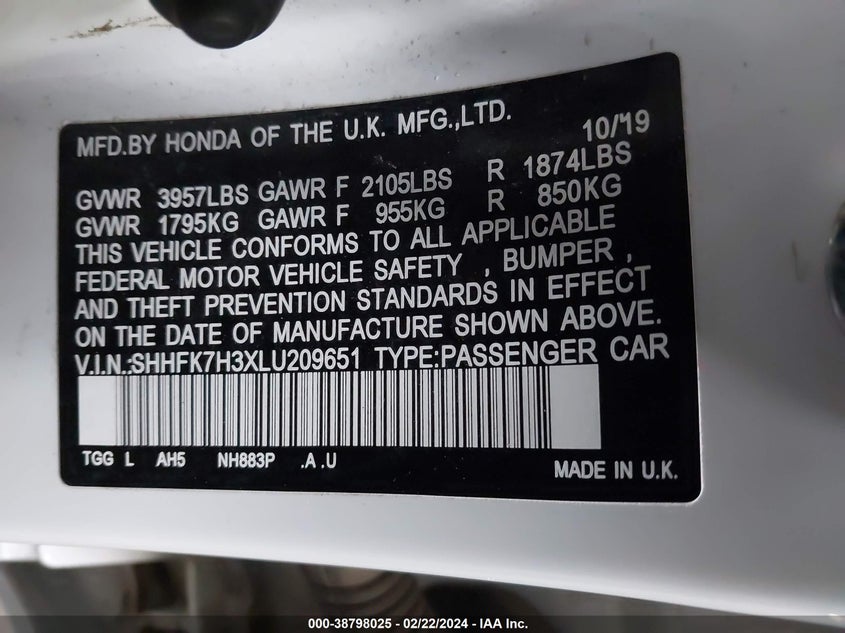 MFD.BY HONDA OF THE U.K. MFG.,LTD. 10/19
GVWR 3957LBS GAWR F 2105LBS R 1874LBS
GVWR 1795KG GAWR F 955KG R 850KG
THIS VEHICLE CONFORMS TO ALL APPLICABLE
FEDERAL MOTOR VEHICLE SAFETY , BUMPER ,
AND THEFT PREVENTION STANDARDS IN EFFECT
ON THE DATE OF MANUFACTURE SHOWN ABOVE.
V.I.N.:SHHFK7H3XLU209651 TYPE:PASSENGER CAR
TGG L AH5 NH883P .A .U MADE IN U.K.
000-38798025 - 02/22/2024 - IAA Inc.